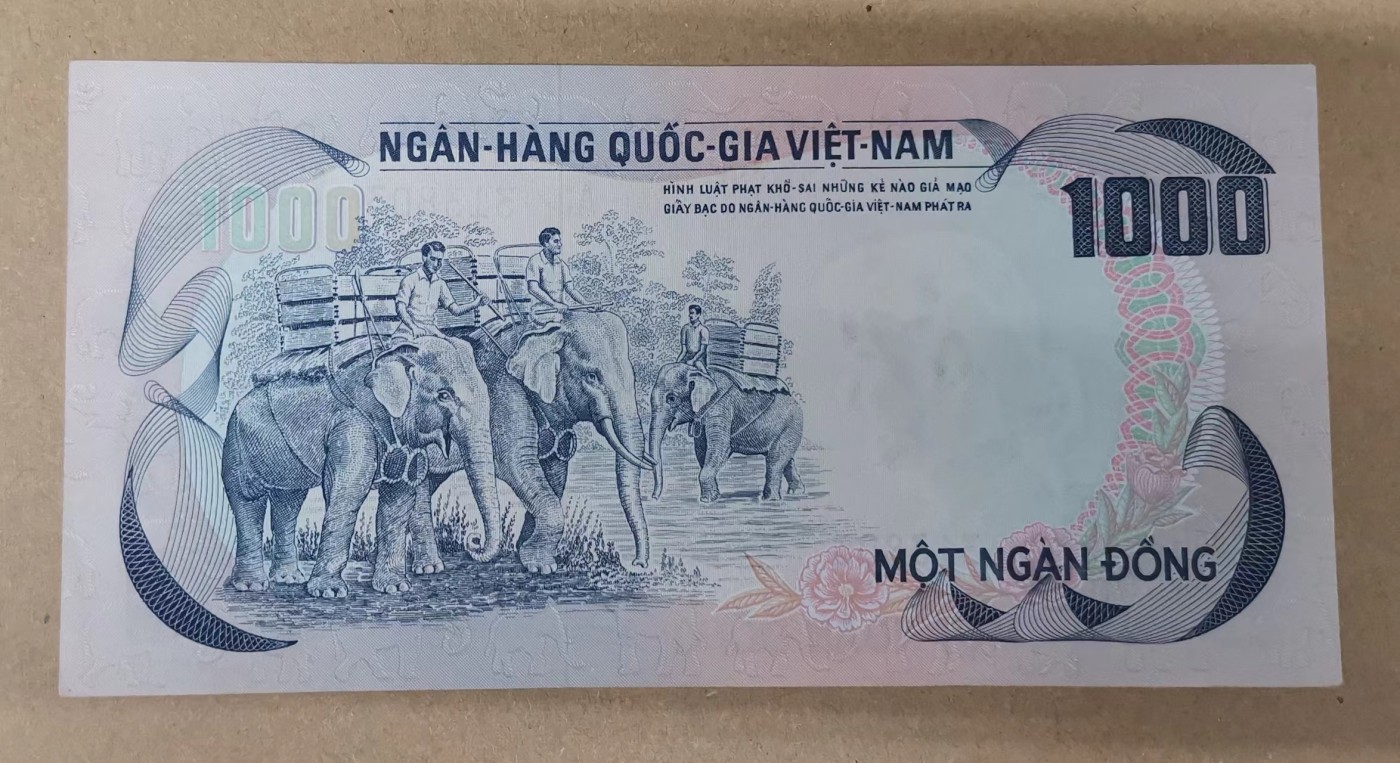 NGÂN-HÀNG QUỐC-GIA VIỆT-NAM
HÌNH LUẬT PHẠT KHỔ-SAI NHỮNG KẺ NÀO GIẢ MẠO
GIẤY BẠC DO NGÂN-HÀNG QUỐC-GIA VIỆT-NAM PHÁT RA
1000
1000
MỘT NGÀN ĐỒNG